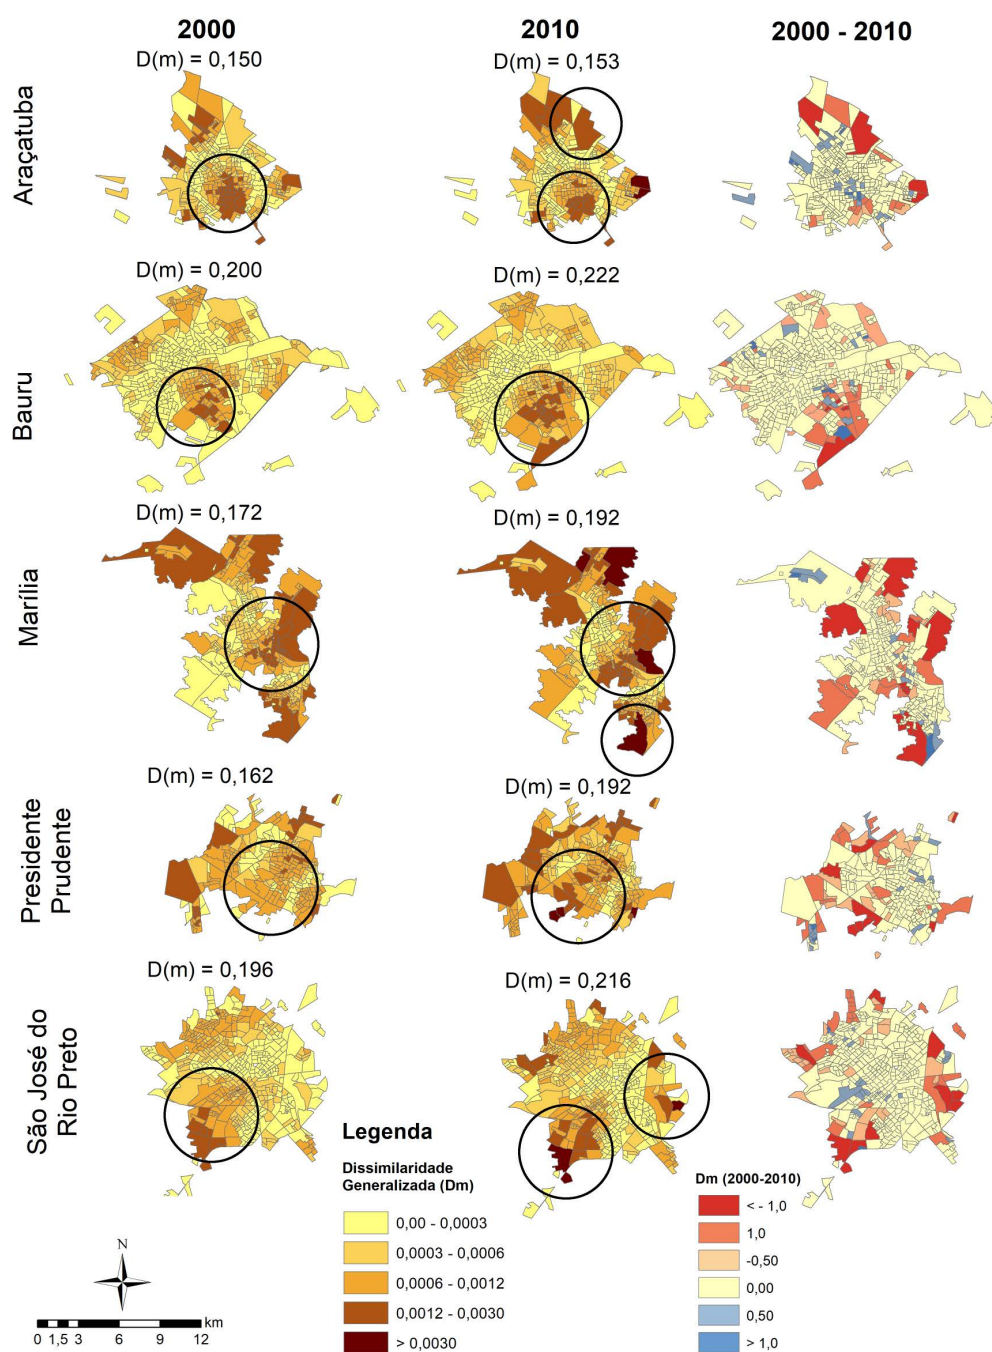 2000
2010
2000 - 2010
Araçatuba
D(m) = 0,150
D(m) = 0,153
Bauru
D(m) = 0,200
D(m) = 0,222
Marília
D(m) = 0,172
D(m) = 0,192
Presidente
Prudente
D(m) = 0,162
D(m) = 0,192
São José do
Rio Preto
D(m) = 0,196
D(m) = 0,216
Legenda
Dissimilaridade
Generalizada (Dm)
0,00 - 0,0003
0,0003 - 0,0006
0,0006 - 0,0012
0,0012 - 0,0030
> 0,0030
Dm (2000-2010)
< - 1,0
1,0
-0,50
0,00
0,50
> 1,0
N
km
0 1,5 3 6 9 12